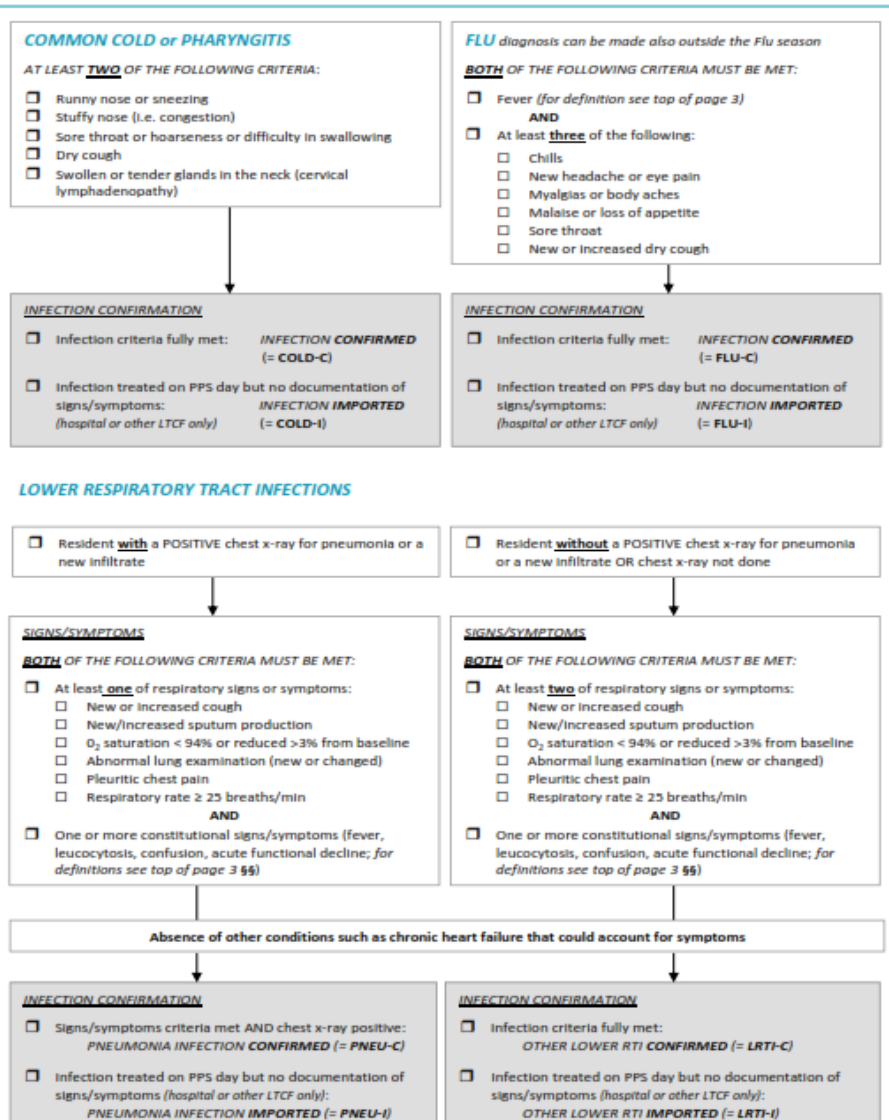 COMMON COLD or PHARYNGITIS
AT LEAST TWO OF THE FOLLOWING CRITERIA:
❒ Runny nose or sneezing
❒ Stuffy nose (i.e. congestion)
❒ Sore throat or hoarseness or difficulty in swallowing
❒ Dry cough
❒ Swollen or tender glands in the neck (cervical
lymphadenopathy)
INFECTION CONFIRMATION
❒ Infection criteria fully met: INFECTION CONFIRMED
(= COLD-C)
❒ Infection treated on PPS day but no documentation of
signs/symptoms: INFECTION IMPORTED
(hospital or other LTCF only) (= COLD-I)
FLU diagnosis can be made also outside the Flu season
BOTH OF THE FOLLOWING CRITERIA MUST BE MET:
❒ Fever (for definition see top of page 3)
AND
❒ At least three of the following:
☐ Chills
☐ New headache or eye pain
☐ Myalgias or body aches
☐ Malaise or loss of appetite
☐ Sore throat
☐ New or increased dry cough
INFECTION CONFIRMATION
❒ Infection criteria fully met: INFECTION CONFIRMED
(= FLU-C)
❒ Infection treated on PPS day but no documentation of
signs/symptoms: INFECTION IMPORTED
(hospital or other LTCF only) (= FLU-I)
LOWER RESPIRATORY TRACT INFECTIONS
❒ Resident with a POSITIVE chest x-ray for pneumonia or a
new infiltrate
SIGNS/SYMPTOMS
BOTH OF THE FOLLOWING CRITERIA MUST BE MET:
❒ At least one of respiratory signs or symptoms:
☐ New or increased cough
☐ New/increased sputum production
☐ O₂ saturation < 94% or reduced >3% from baseline
☐ Abnormal lung examination (new or changed)
☐ Pleuritic chest pain
☐ Respiratory rate ≥ 25 breaths/min
AND
❒ One or more constitutional signs/symptoms (fever,
leucocytosis, confusion, acute functional decline; for
definitions see top of page 3 §§)
❒ Resident without a POSITIVE chest x-ray for pneumonia
or a new infiltrate OR chest x-ray not done
SIGNS/SYMPTOMS
BOTH OF THE FOLLOWING CRITERIA MUST BE MET:
❒ At least two of respiratory signs or symptoms:
☐ New or increased cough
☐ New/increased sputum production
☐ O₂ saturation < 94% or reduced >3% from baseline
☐ Abnormal lung examination (new or changed)
☐ Pleuritic chest pain
☐ Respiratory rate ≥ 25 breaths/min
AND
❒ One or more constitutional signs/symptoms (fever,
leucocytosis, confusion, acute functional decline; for
definitions see top of page 3 §§)
Absence of other conditions such as chronic heart failure that could account for symptoms
INFECTION CONFIRMATION
❒ Signs/symptoms criteria met AND chest x-ray positive:
PNEUMONIA INFECTION CONFIRMED (= PNEU-C)
❒ Infection treated on PPS day but no documentation of
signs/symptoms (hospital or other LTCF only):
PNEUMONIA INFECTION IMPORTED (= PNEU-I)
INFECTION CONFIRMATION
❒ Infection criteria fully met:
OTHER LOWER RTI CONFIRMED (= LRTI-C)
❒ Infection treated on PPS day but no documentation of
signs/symptoms (hospital or other LTCF only):
OTHER LOWER RTI IMPORTED (= LRTI-I)